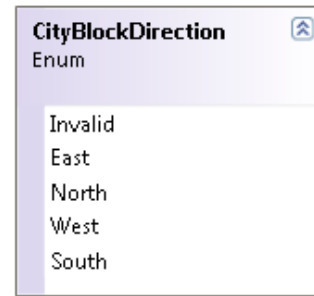 CityBlockDirection
Enum
Invalid
East
North
West
South